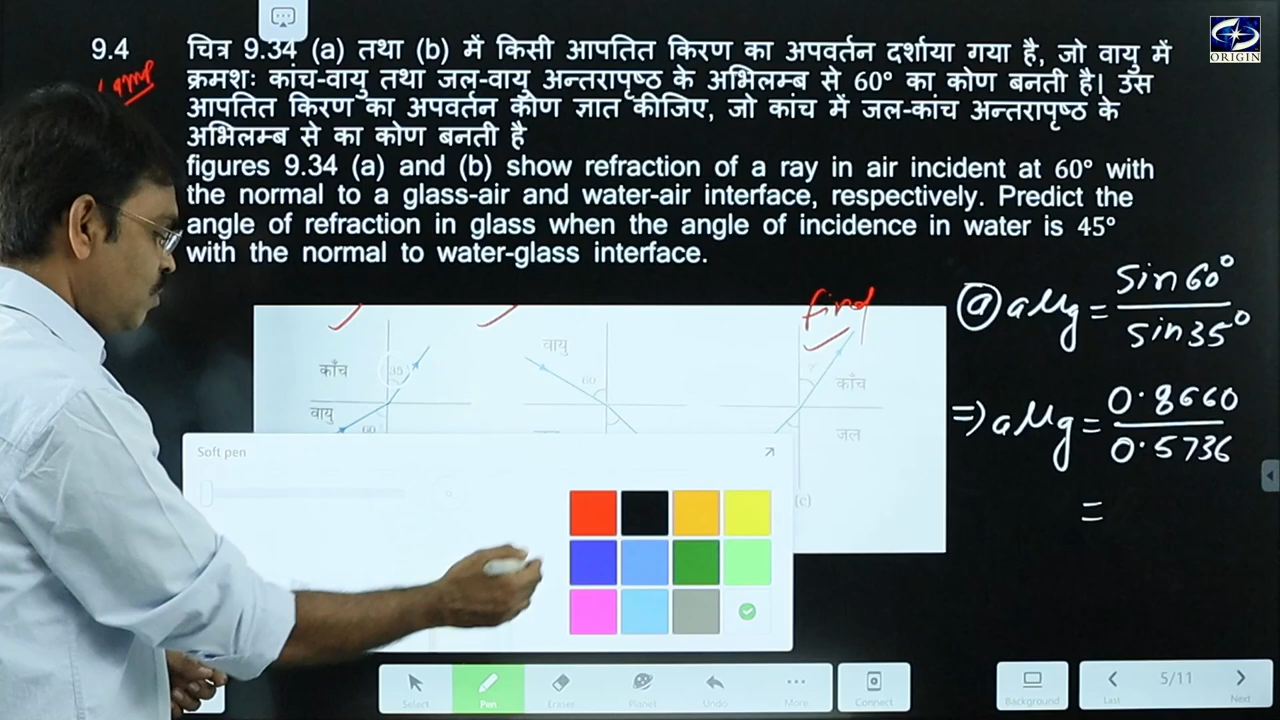 ORIGIN
9.4 चित्र 9.34 (a) तथा (b) में किसी आपतित किरण का अपवर्तन दर्शाया गया है, जो वायु में
क्रमशः कांच-वायु तथा जल-वायु अन्तरापृष्ठ के अभिलम्ब से 60° का कोण बनती है। उस
आपतित किरण का अपवर्तन कोण ज्ञात कीजिए, जो कांच में जल-कांच अन्तरापृष्ठ के
अभिलम्ब से का कोण बनती है
figures 9.34 (a) and (b) show refraction of a ray in air incident at 60° with
the normal to a glass-air and water-air interface, respectively. Predict the
angle of refraction in glass when the angle of incidence in water is 45°
with the normal to water-glass interface.
find
काँच 35
वायु 60
वायु 60
? काँच
जल
(c)
ⓐ aμg = sin60° / sin35°
⇒ aμg = 0.8660 / 0.5736
=
Soft pen
Select Pen Eraser Planet Undo More Connect Background Last 5/11 Next